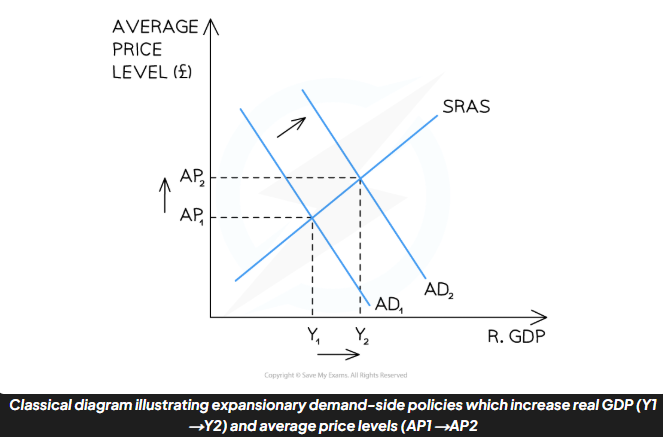 AVERAGE
PRICE
LEVEL (£)
SRAS
AP₂
AP₁
AD₂
AD₁
Y₁ Y₂
R. GDP
Copyright © Save My Exams. All Rights Reserved
Classical diagram illustrating expansionary demand-side policies which increase real GDP (Y1
→Y2) and average price levels (AP1 →AP2